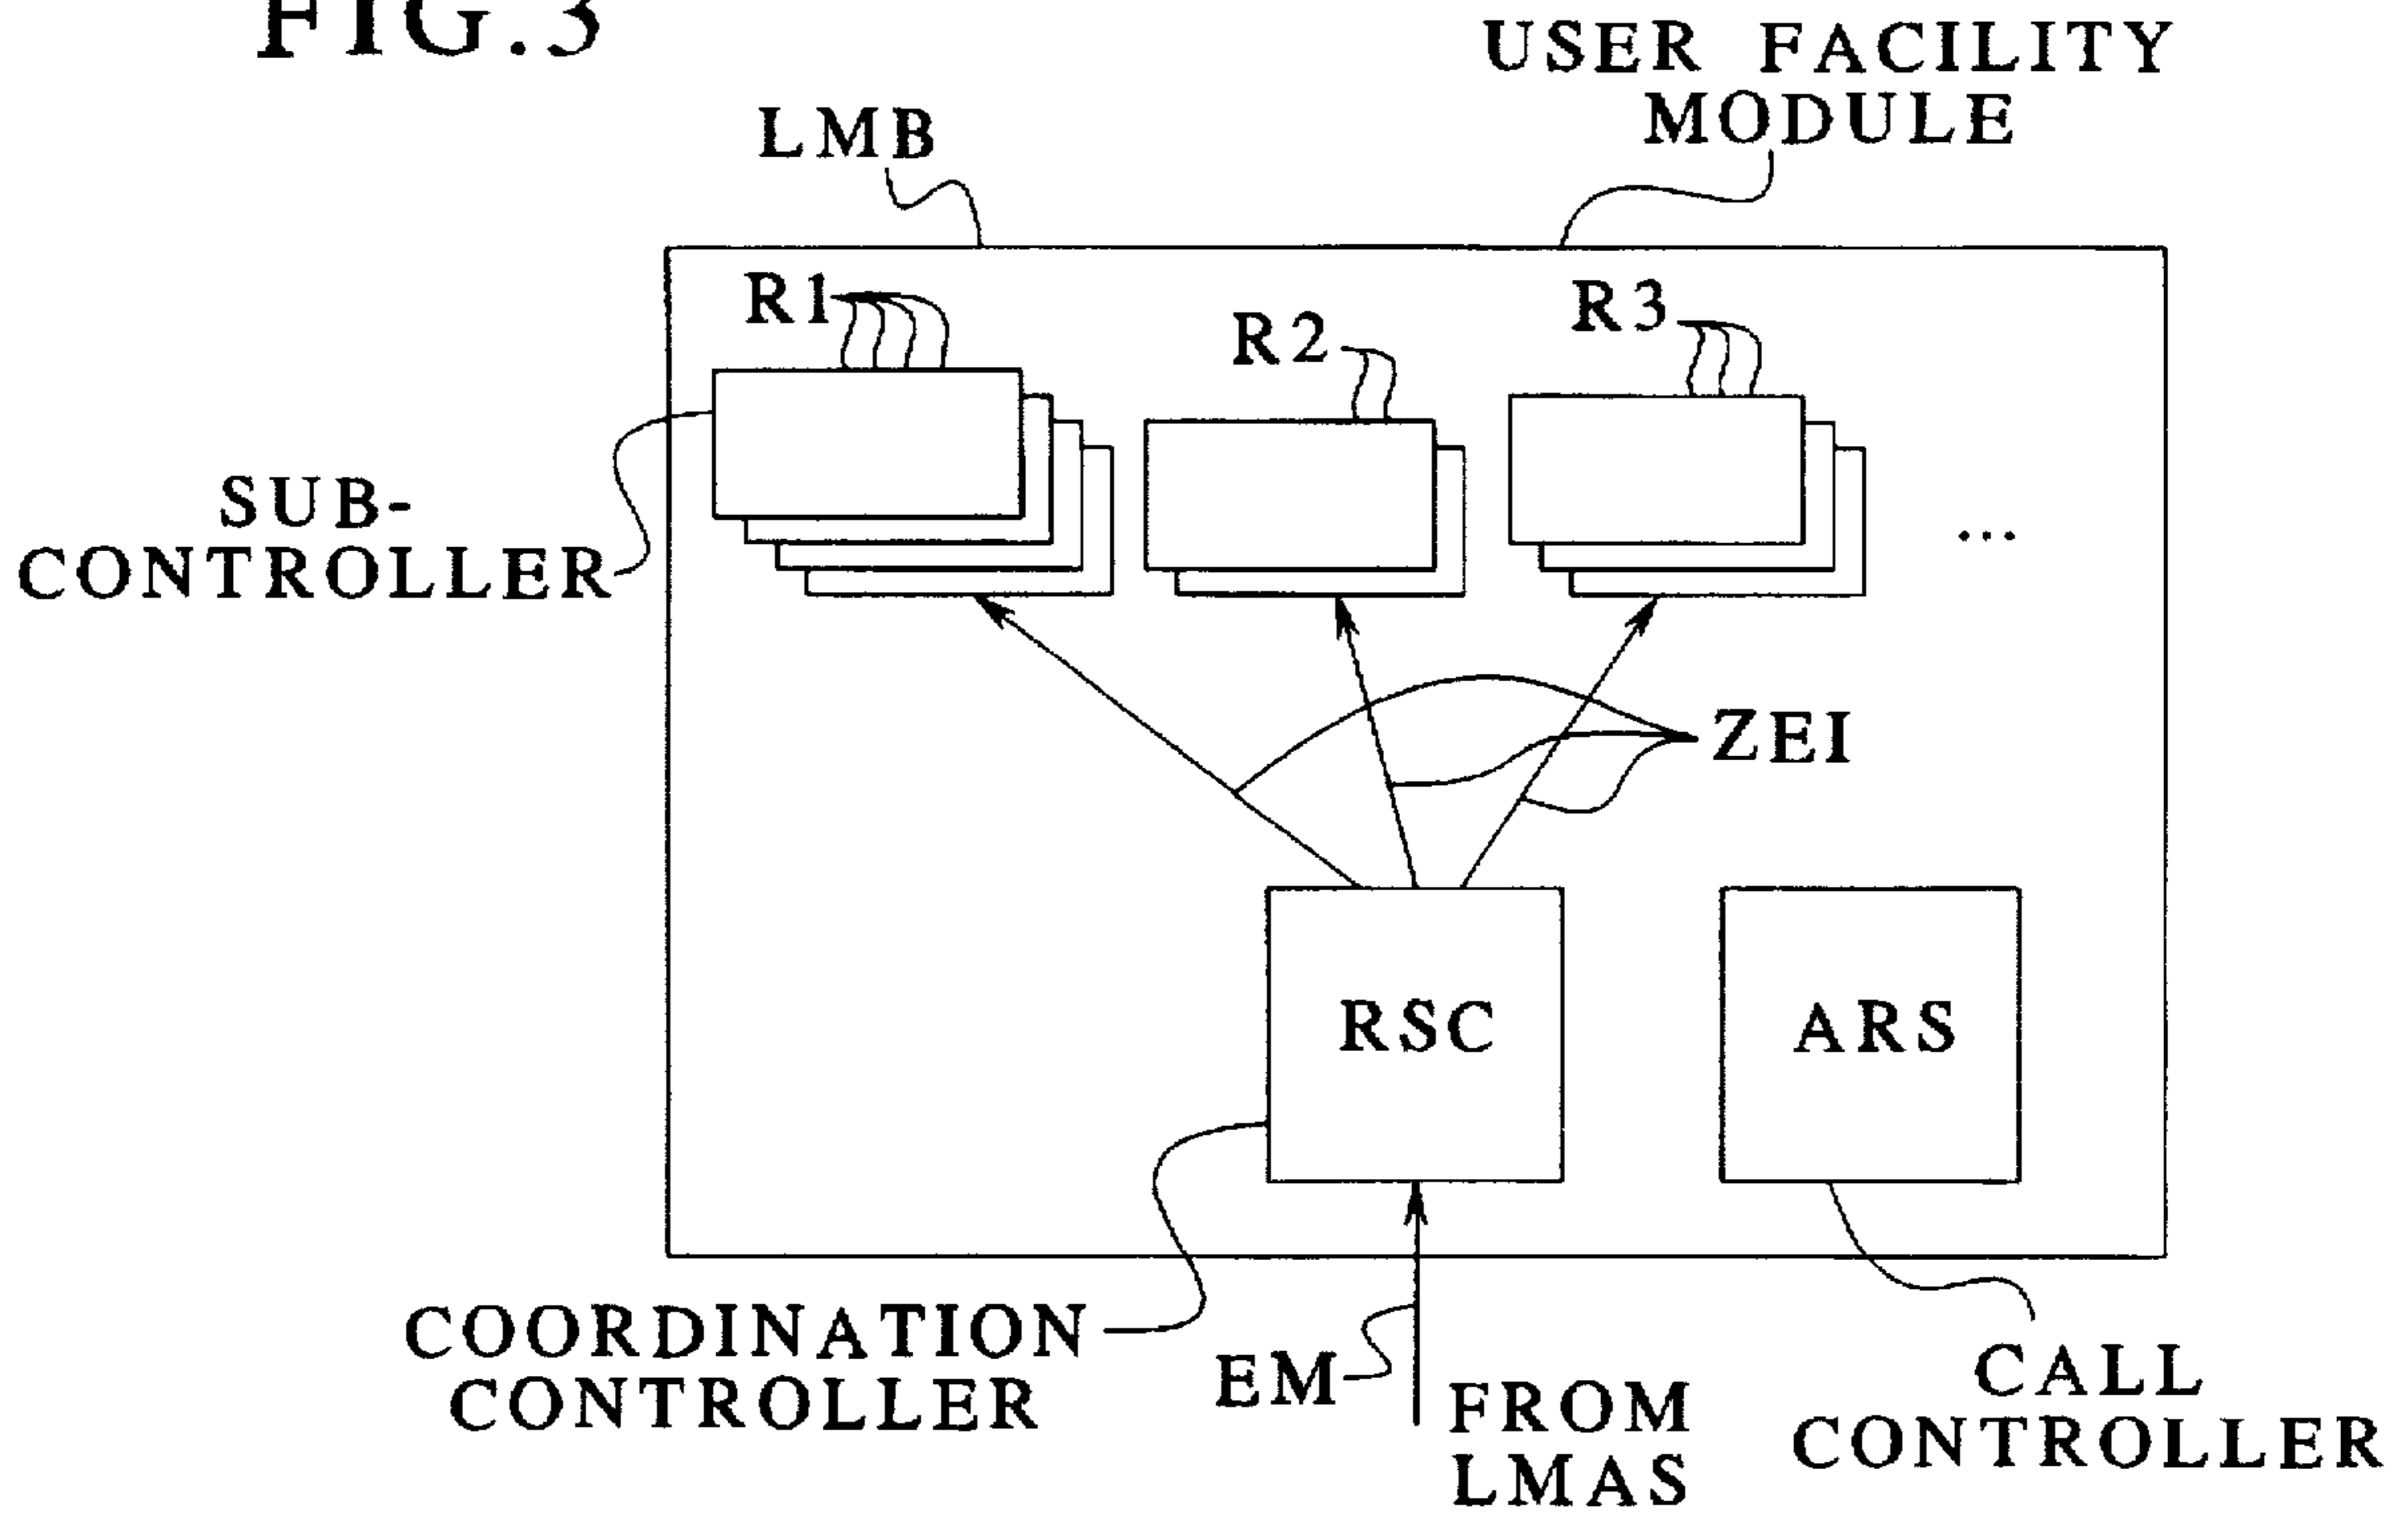 FIG.3
USER FACILITY
MODULE
LMB
R1
R2
R3
SUB-
CONTROLLER
...
ZEI
RSC
ARS
COORDINATION
CONTROLLER
EM
FROM
LMAS
CALL
CONTROLLER